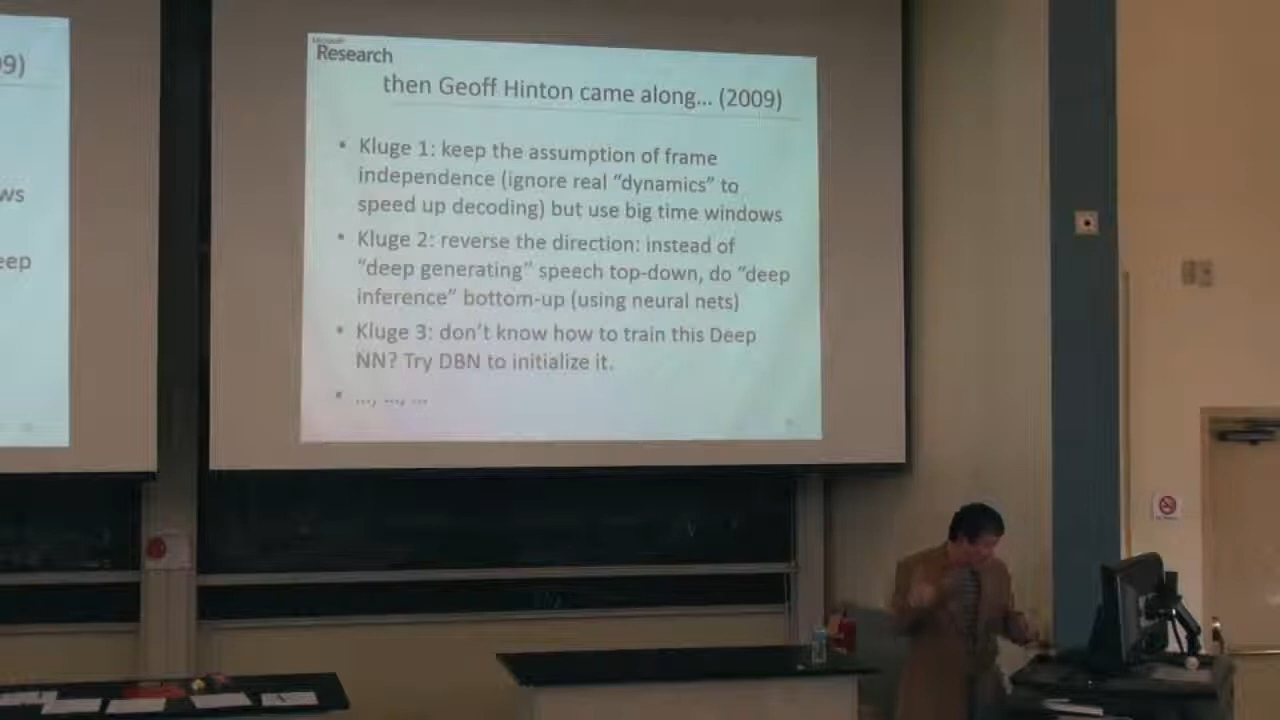 Microsoft
Research
then Geoff Hinton came along... (2009)
• Kluge 1: keep the assumption of frame
independence (ignore real “dynamics” to
speed up decoding) but use big time windows
• Kluge 2: reverse the direction: instead of
“deep generating” speech top-down, do “deep
inference” bottom-up (using neural nets)
• Kluge 3: don’t know how to train this Deep
NN? Try DBN to initialize it.
• ..., ..., ...
09)
ws
eep